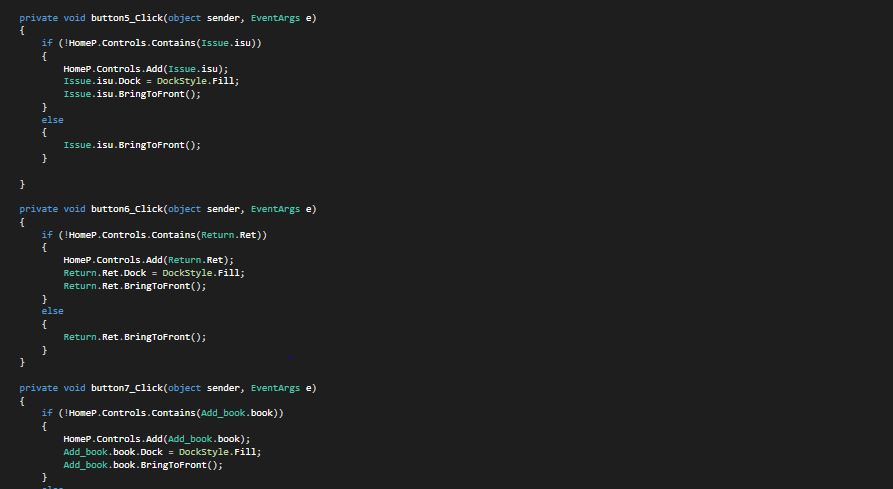 private void button5_Click(object sender, EventArgs e)
{
    if (!HomeP.Controls.Contains(Issue.isu))
    {
        HomeP.Controls.Add(Issue.isu);
        Issue.isu.Dock = DockStyle.Fill;
        Issue.isu.BringToFront();
    }
    else
    {
        Issue.isu.BringToFront();
    }
}
private void button6_Click(object sender, EventArgs e)
{
    if (!HomeP.Controls.Contains(Return.Ret))
    {
        HomeP.Controls.Add(Return.Ret);
        Return.Ret.Dock = DockStyle.Fill;
        Return.Ret.BringToFront();
    }
    else
    {
        Return.Ret.BringToFront();
    }
}
private void button7_Click(object sender, EventArgs e)
{
    if (!HomeP.Controls.Contains(Add_book.book))
    {
        HomeP.Controls.Add(Add_book.book);
        Add_book.book.Dock = DockStyle.Fill;
        Add_book.book.BringToFront();
    }